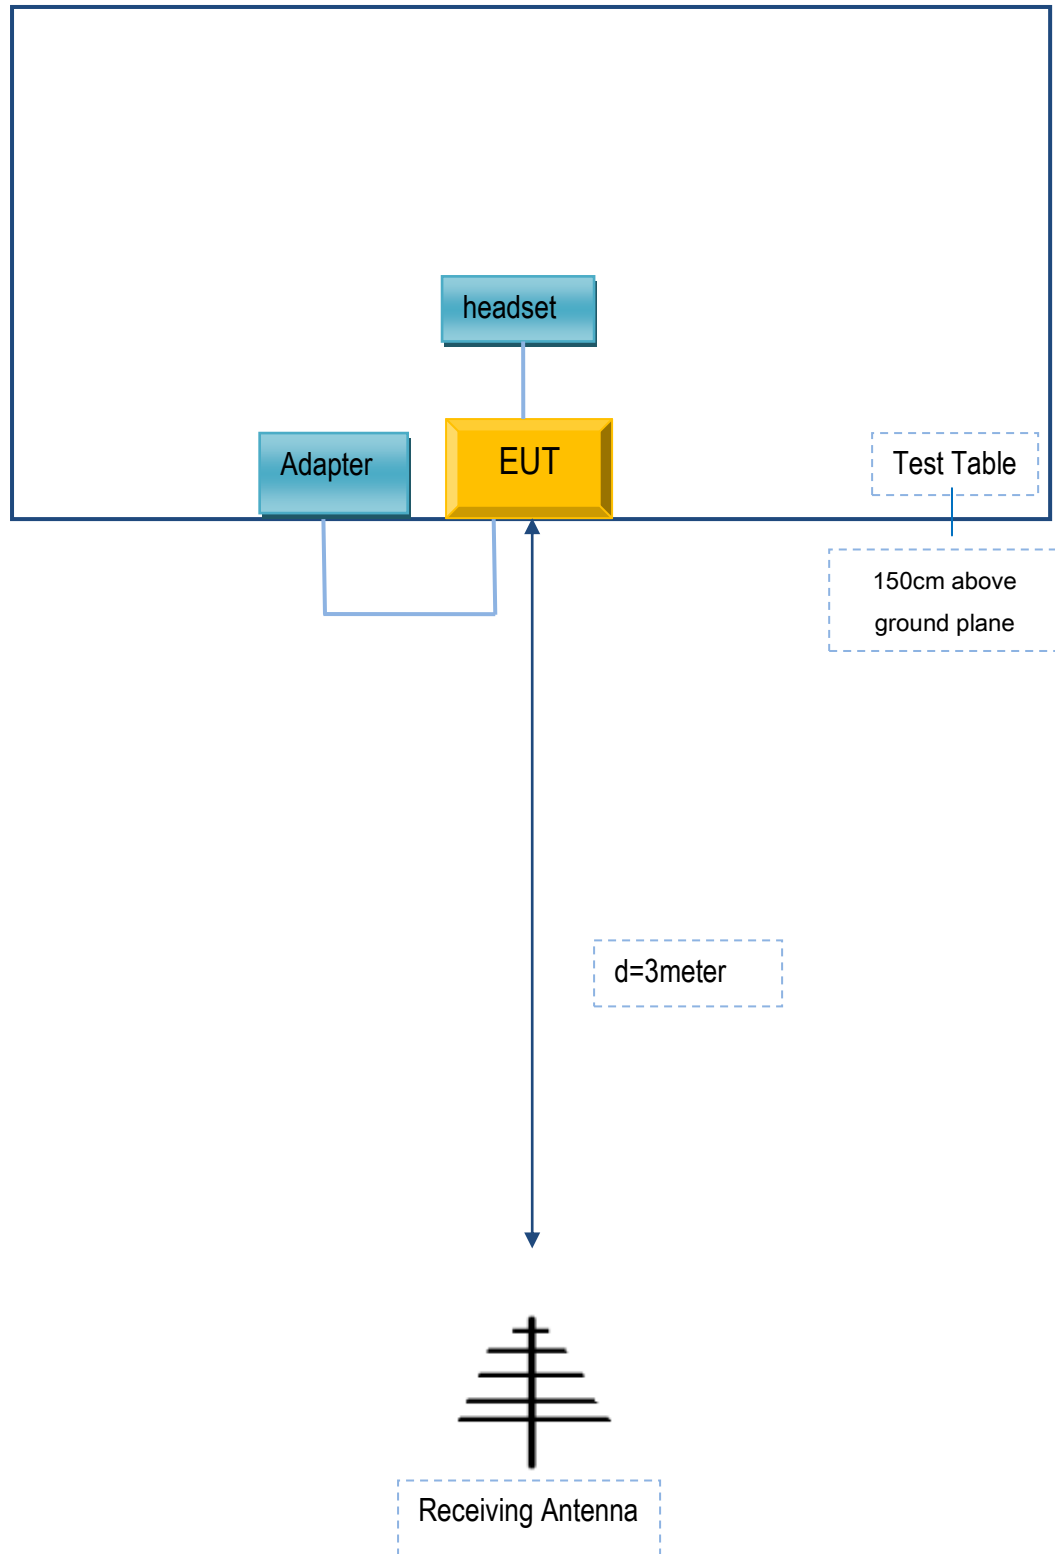 headset
Adapter
EUT
Test Table
150cm above
ground plane
d=3meter
Receiving Antenna